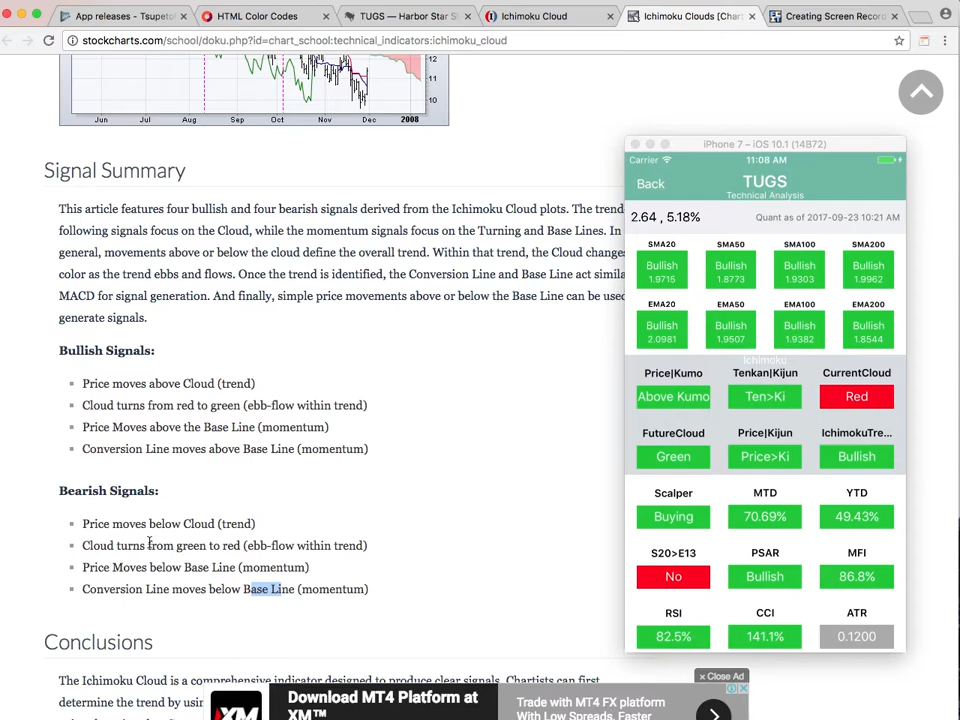 App releases - Tsupetot
HTML Color Codes
TUGS — Harbor Star S
Ichimoku Cloud
Ichimoku Clouds [Chart
Creating Screen Recor
stockcharts.com/school/doku.php?id=chart_school:technical_indicators:ichimoku_cloud
12
11
10
Jun Jul Aug Sep Oct Nov Dec 2008
Signal Summary
This article features four bullish and four bearish signals derived from the Ichimoku Cloud plots. The trend
following signals focus on the Cloud, while the momentum signals focus on the Turning and Base Lines. In
general, movements above or below the cloud define the overall trend. Within that trend, the Cloud changes
color as the trend ebbs and flows. Once the trend is identified, the Conversion Line and Base Line act simila
MACD for signal generation. And finally, simple price movements above or below the Base Line can be used
generate signals.
Bullish Signals:
Price moves above Cloud (trend)
Cloud turns from red to green (ebb-flow within trend)
Price Moves above the Base Line (momentum)
Conversion Line moves above Base Line (momentum)
Bearish Signals:
Price moves below Cloud (trend)
Cloud turns from green to red (ebb-flow within trend)
Price Moves below Base Line (momentum)
Conversion Line moves below Base Line (momentum)
Conclusions
The Ichimoku Cloud is a comprehensive indicator designed to produce clear signals. Chartists can first
determine the trend by usin
iPhone 7 – iOS 10.1 (14B72)
Carrier 11:08 AM
Back TUGS
Technical Analysis
2.64 , 5.18% Quant as of 2017-09-23 10:21 AM
SMA20 SMA50 SMA100 SMA200
Bullish Bullish Bullish Bullish
1.9715 1.8773 1.9303 1.9962
EMA20 EMA50 EMA100 EMA200
Bullish Bullish Bullish Bullish
2.0981 1.9507 1.9382 1.8544
Ichimoku
Price|Kumo Tenkan|Kijun CurrentCloud
Above Kumo Ten>Ki Red
FutureCloud Price|Kijun IchimokuTre...
Green Price>Ki Bullish
Scalper MTD YTD
Buying 70.69% 49.43%
S20>E13 PSAR MFI
No Bullish 86.8%
RSI CCI ATR
82.5% 141.1% 0.1200
Close Ad
XM
Download MT4 Platform at
XM™
Trade with MT4 FX platform
With Low Spreads, Faster